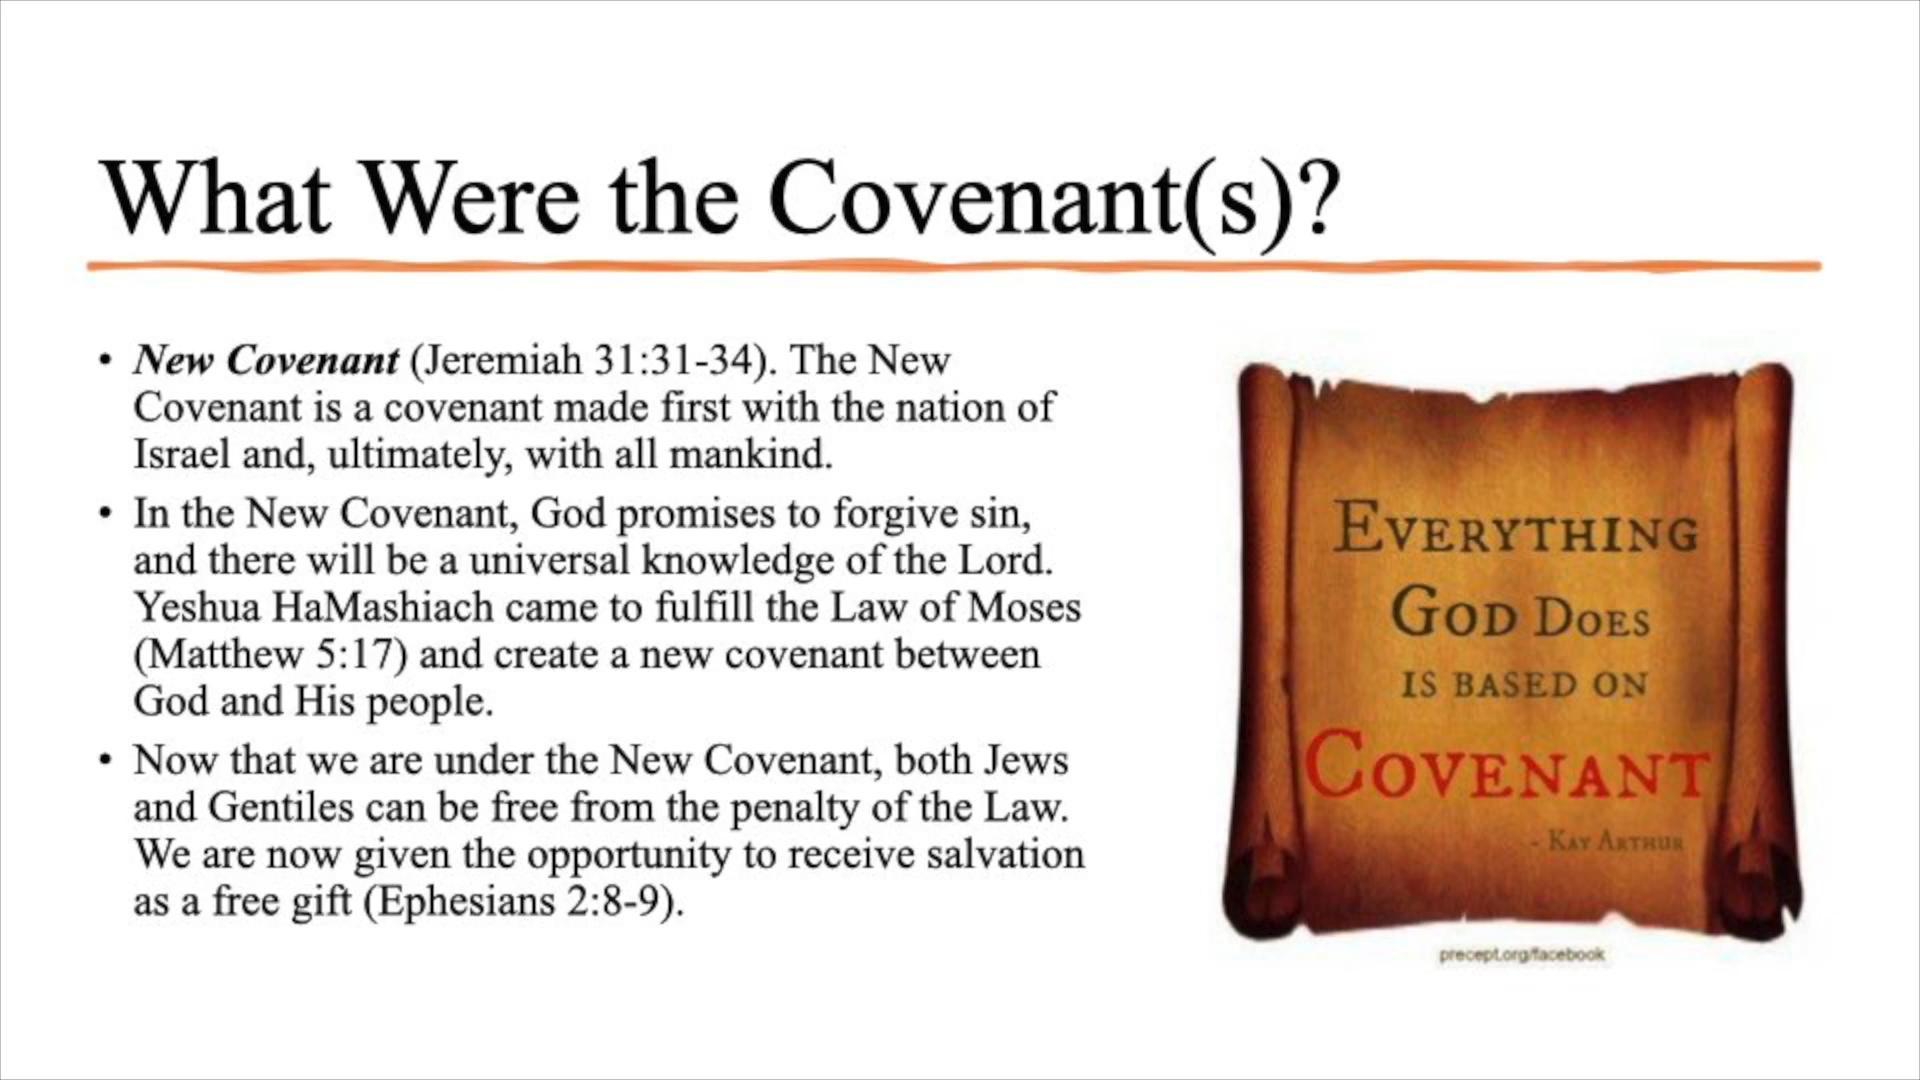 What Were the Covenant(s)?
• New Covenant (Jeremiah 31:31-34). The New
Covenant is a covenant made first with the nation of
Israel and, ultimately, with all mankind.
• In the New Covenant, God promises to forgive sin,
and there will be a universal knowledge of the Lord.
Yeshua HaMashiach came to fulfill the Law of Moses
(Matthew 5:17) and create a new covenant between
God and His people.
• Now that we are under the New Covenant, both Jews
and Gentiles can be free from the penalty of the Law.
We are now given the opportunity to receive salvation
as a free gift (Ephesians 2:8-9).
EVERYTHING
GOD DOES
IS BASED ON
COVENANT
- KAY ARTHUR
precept.org/facebook